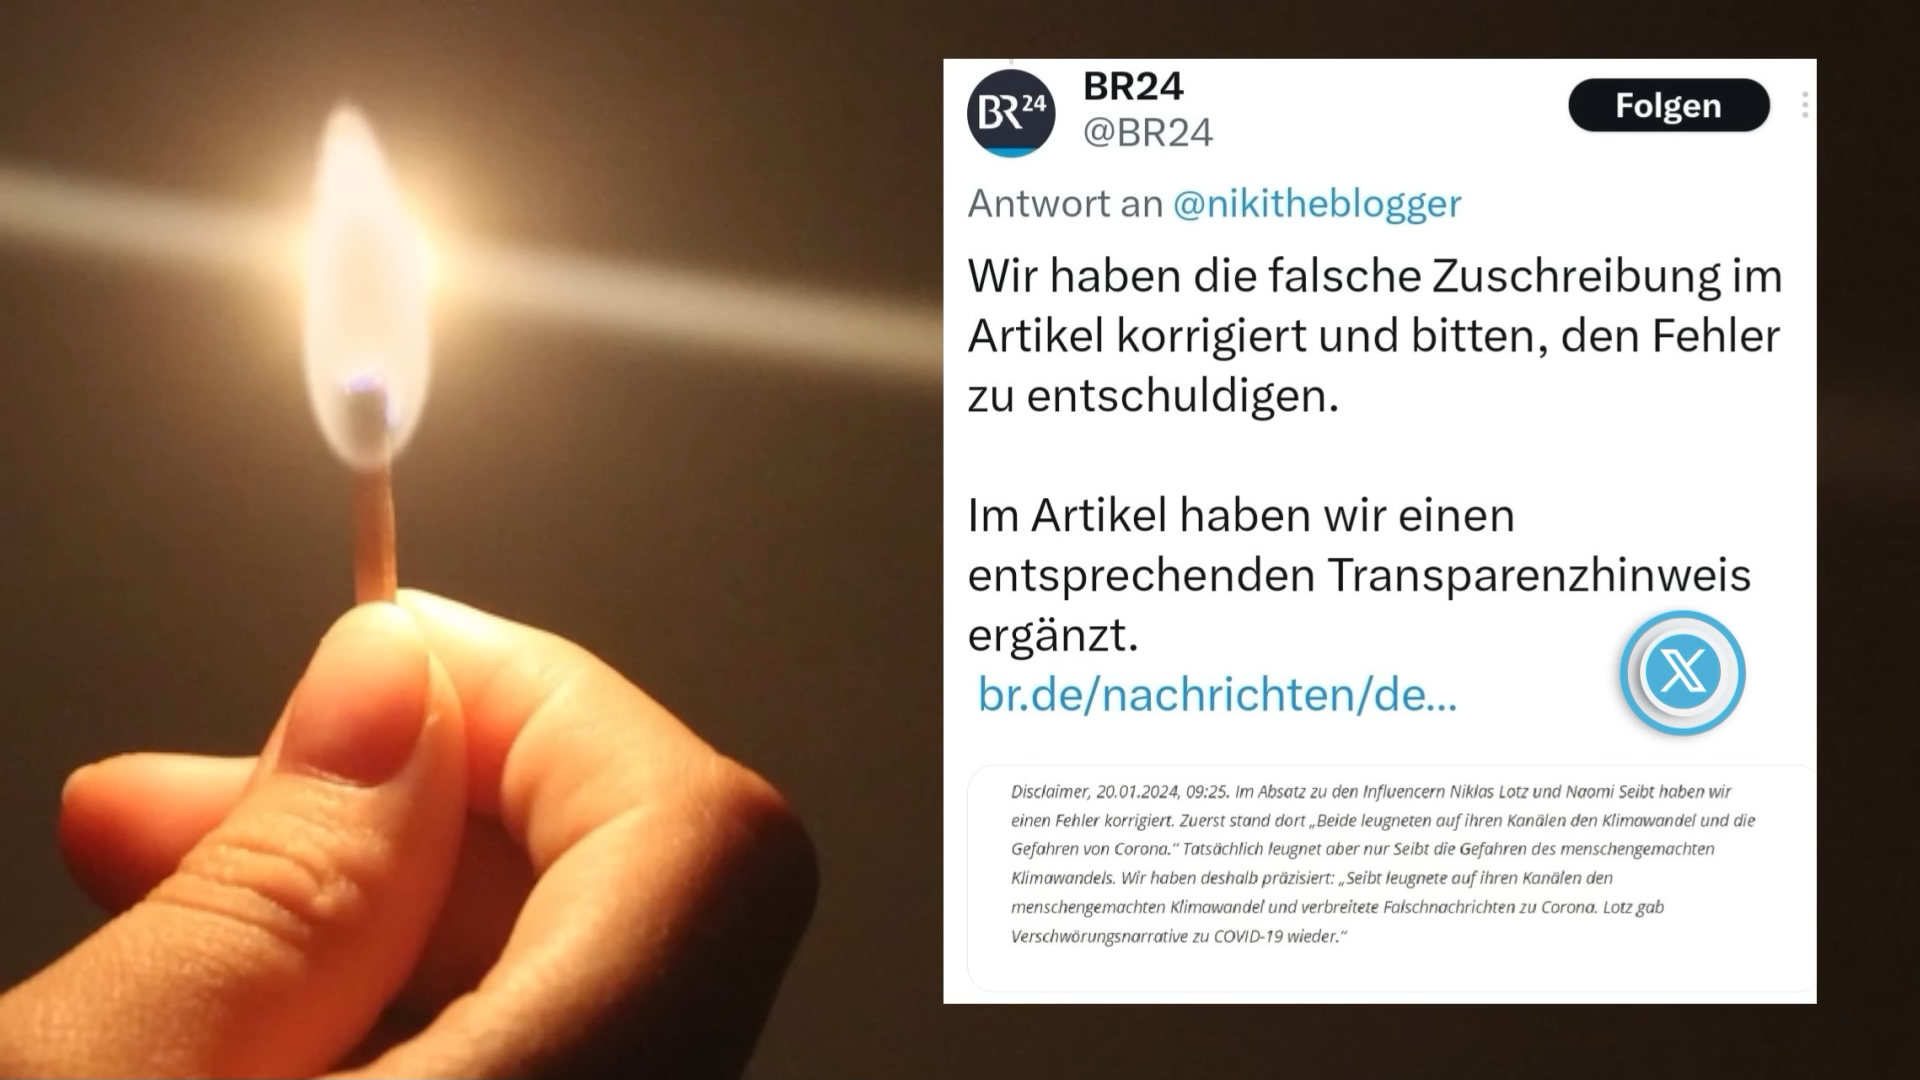 BR24
BR24
@BR24
Folgen
Antwort an @nikitheblogger
Wir haben die falsche Zuschreibung im
Artikel korrigiert und bitten, den Fehler
zu entschuldigen.
Im Artikel haben wir einen
entsprechenden Transparenzhinweis
ergänzt.
br.de/nachrichten/de...
X
Disclaimer, 20.01.2024, 09:25. Im Absatz zu den Influencern Niklas Lotz und Naomi Seibt haben wir
einen Fehler korrigiert. Zuerst stand dort „Beide leugneten auf ihren Kanälen den Klimawandel und die
Gefahren von Corona.“ Tatsächlich leugnet aber nur Seibt die Gefahren des menschengemachten
Klimawandels. Wir haben deshalb präzisiert: „Seibt leugnete auf ihren Kanälen den
menschengemachten Klimawandel und verbreitete Falschnachrichten zu Corona. Lotz gab
Verschwörungsnarrative zu COVID-19 wieder.“